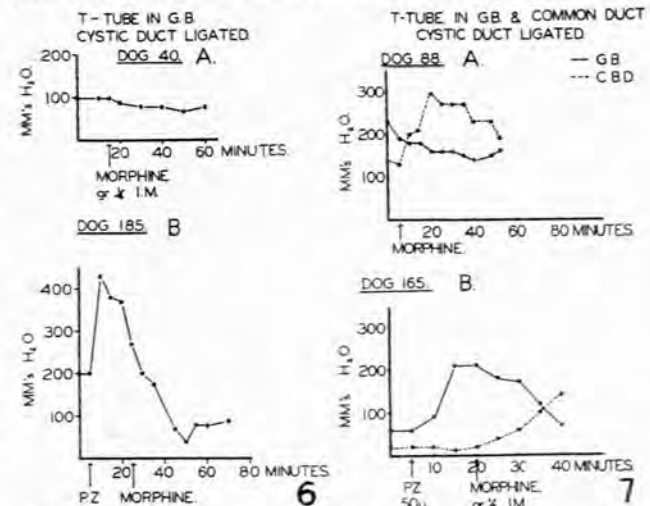 T-TUBE IN G.B.
CYSTIC DUCT LIGATED.
DOG 40. A.
MM's H₂O.
200
100
20 40 60 MINUTES.
MORPHINE
I.M.
DOG 185. B
MM's H₂O.
400
300
200
100
20 40 60 80 MINUTES.
PZ MORPHINE.
6
T-TUBE IN GB & COMMON DUCT
CYSTIC DUCT LIGATED
DOG 88. A.
G.B.
C.B.D.
MM's H₂O.
300
200
100
20 40 60 80 MINUTES.
MORPHINE.
DOG 165. B.
MM's H₂O.
300
200
100
10 20 30 40 MINUTES.
PZ MORPHINE.
50u I.M.
7